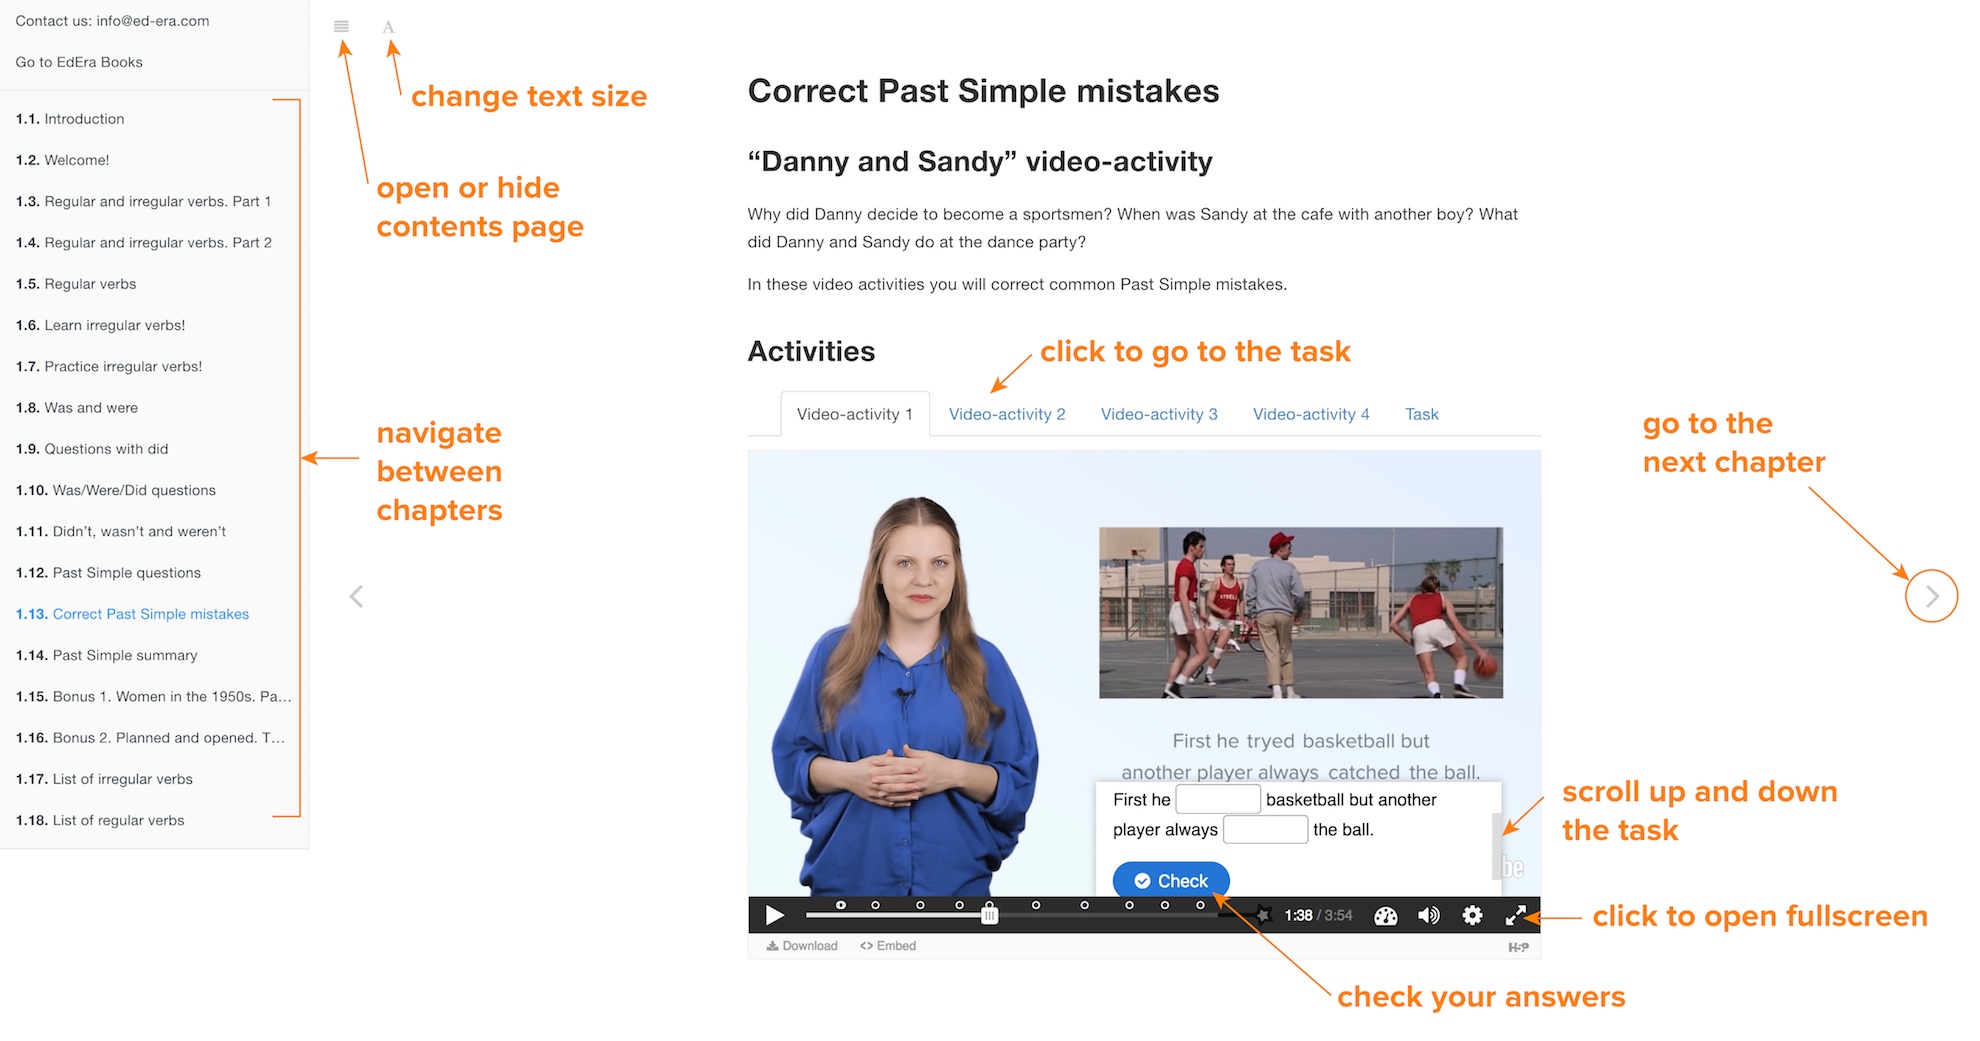 Contact us: info@ed-era.com
Go to EdEra Books
1.1. Introduction
1.2. Welcome!
1.3. Regular and irregular verbs. Part 1
1.4. Regular and irregular verbs. Part 2
1.5. Regular verbs
1.6. Learn irregular verbs!
1.7. Practice irregular verbs!
1.8. Was and were
1.9. Questions with did
1.10. Was/Were/Did questions
1.11. Didn't, wasn't and weren't
1.12. Past Simple questions
1.13. Correct Past Simple mistakes
1.14. Past Simple summary
1.15. Bonus 1. Women in the 1950s. Pa...
1.16. Bonus 2. Planned and opened. T...
1.17. List of irregular verbs
1.18. List of regular verbs
A
change text size
open or hide
contents page
navigate
between
chapters
Correct Past Simple mistakes
“Danny and Sandy” video-activity
Why did Danny decide to become a sportsmen? When was Sandy at the cafe with another boy? What
did Danny and Sandy do at the dance party?
In these video activities you will correct common Past Simple mistakes.
Activities
click to go to the task
Video-activity 1
Video-activity 2
Video-activity 3
Video-activity 4
Task
First he tryed basketball but
another player always catched the ball.
First he basketball but another
player always the ball.
Check
be
1:38 / 3:54
Download
Embed
H5P
go to the
next chapter
scroll up and down
the task
click to open fullscreen
check your answers